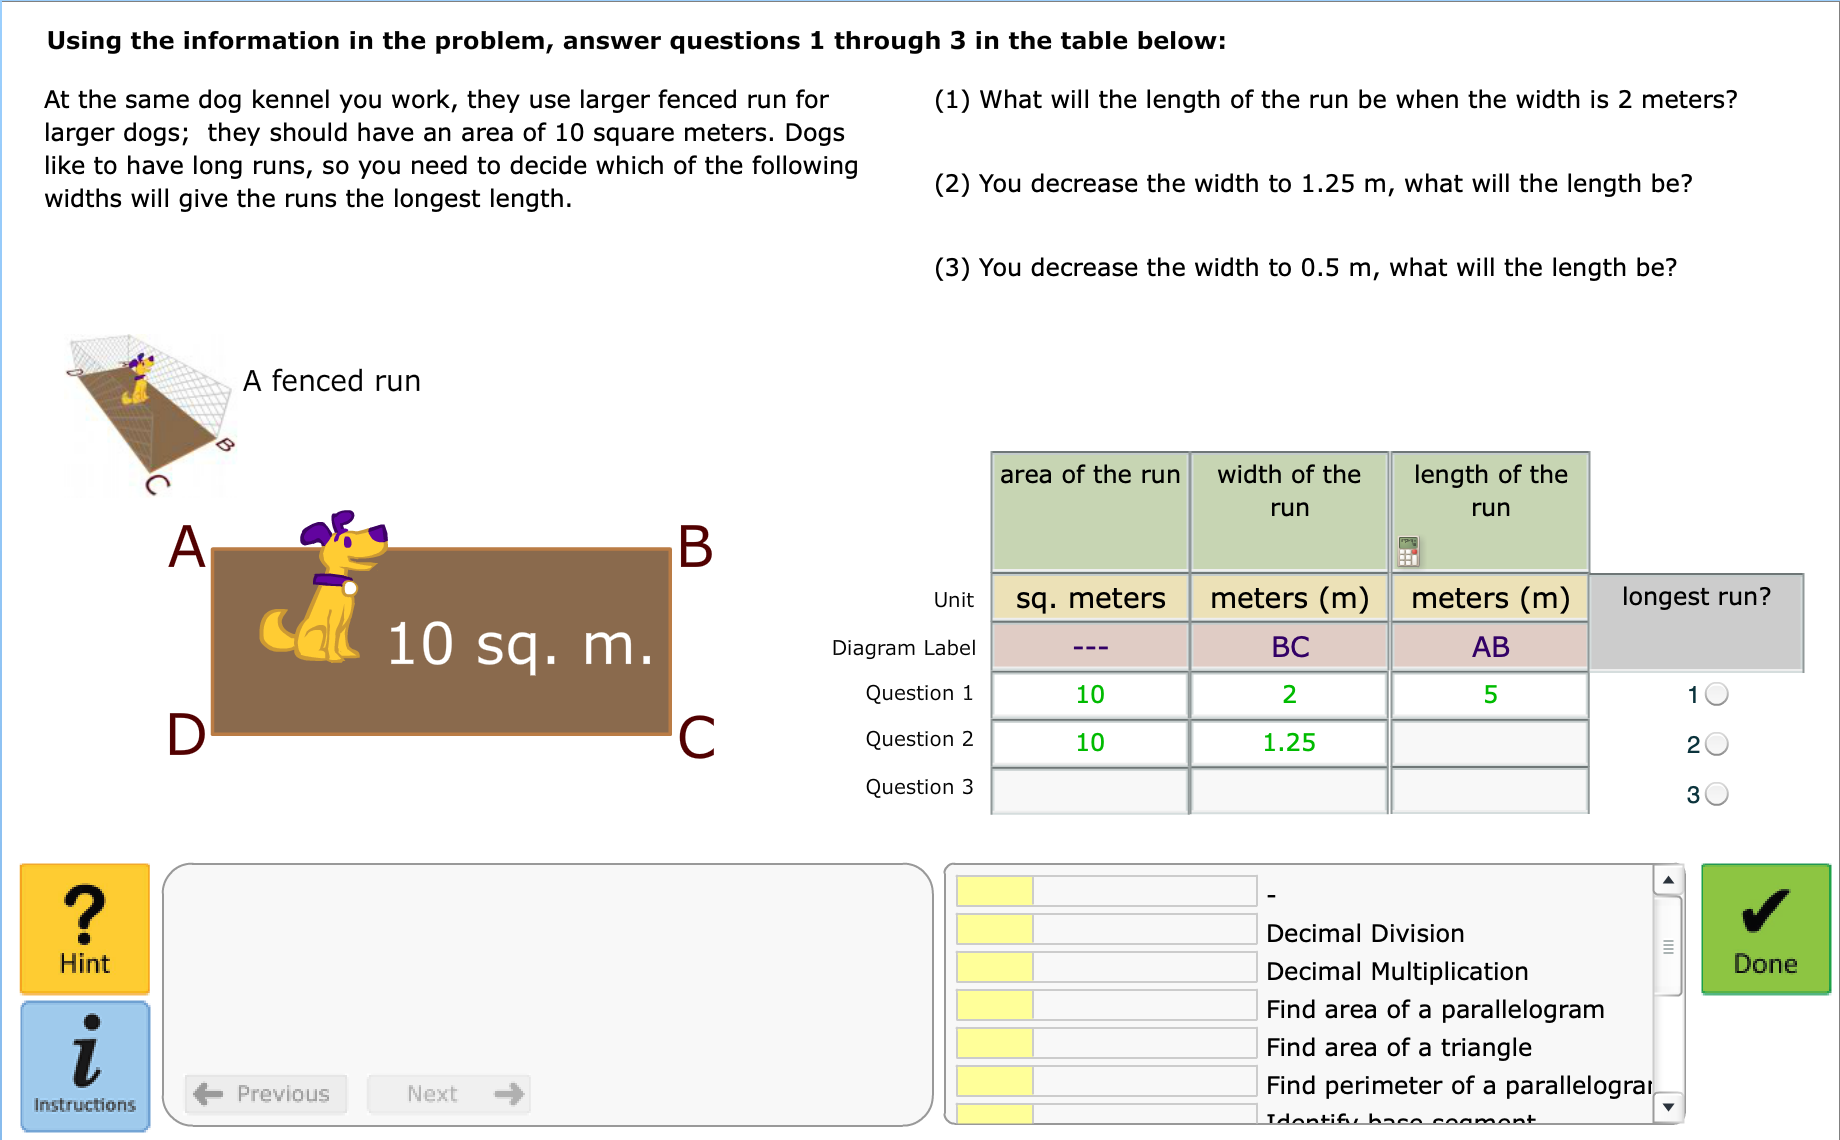 Using the information in the problem, answer questions 1 through 3 in the table below:
At the same dog kennel you work, they use larger fenced run for
larger dogs;  they should have an area of 10 square meters. Dogs
like to have long runs, so you need to decide which of the following
widths will give the runs the longest length.
(1) What will the length of the run be when the width is 2 meters?
(2) You decrease the width to 1.25 m, what will the length be?
(3) You decrease the width to 0.5 m, what will the length be?
D
B
C
A fenced run
A
B
10 sq. m.
D
C
area of the run
width of the
run
length of the
run
Unit
sq. meters
meters (m)
meters (m)
longest run?
Diagram Label
---
BC
AB
Question 1
10
2
5
1
Question 2
10
1.25
2
Question 3
3
?
Hint
i
Instructions
Previous
Next
-
Decimal Division
Decimal Multiplication
Find area of a parallelogram
Find area of a triangle
Find perimeter of a parallelogram
Identify base segment
Done